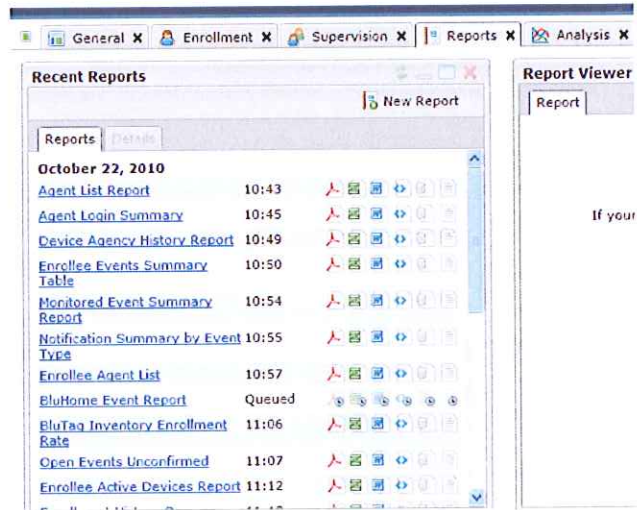 General Enrollment Supervision Reports Analysis
Recent Reports
Report Viewer
New Report
Report
Reports Details
October 22, 2010
Agent List Report 10:43
Agent Login Summary 10:45
If your
Device Agency History Report 10:49
Enrollee Events Summary 10:50
Table
Monitored Event Summary 10:54
Report
Notification Summary by Event 10:55
Type
Enrollee Agent List 10:57
BluHome Event Report Queued
BluTag Inventory Enrollment 11:06
Rate
Open Events Unconfirmed 11:07
Enrollee Active Devices Report 11:12